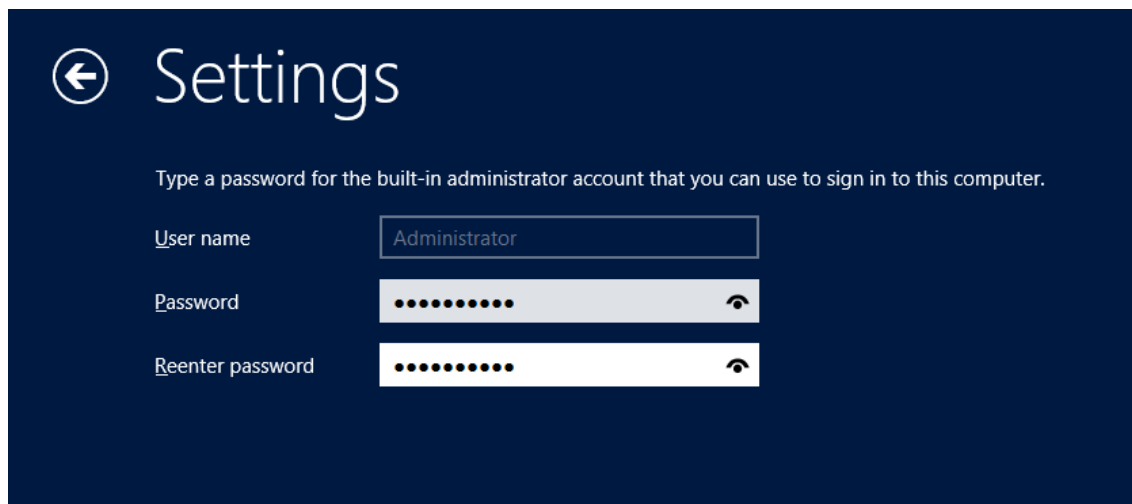 Settings
Type a password for the built-in administrator account that you can use to sign in to this computer.
User name
Administrator
Password
••••••••••
Reenter password
••••••••••